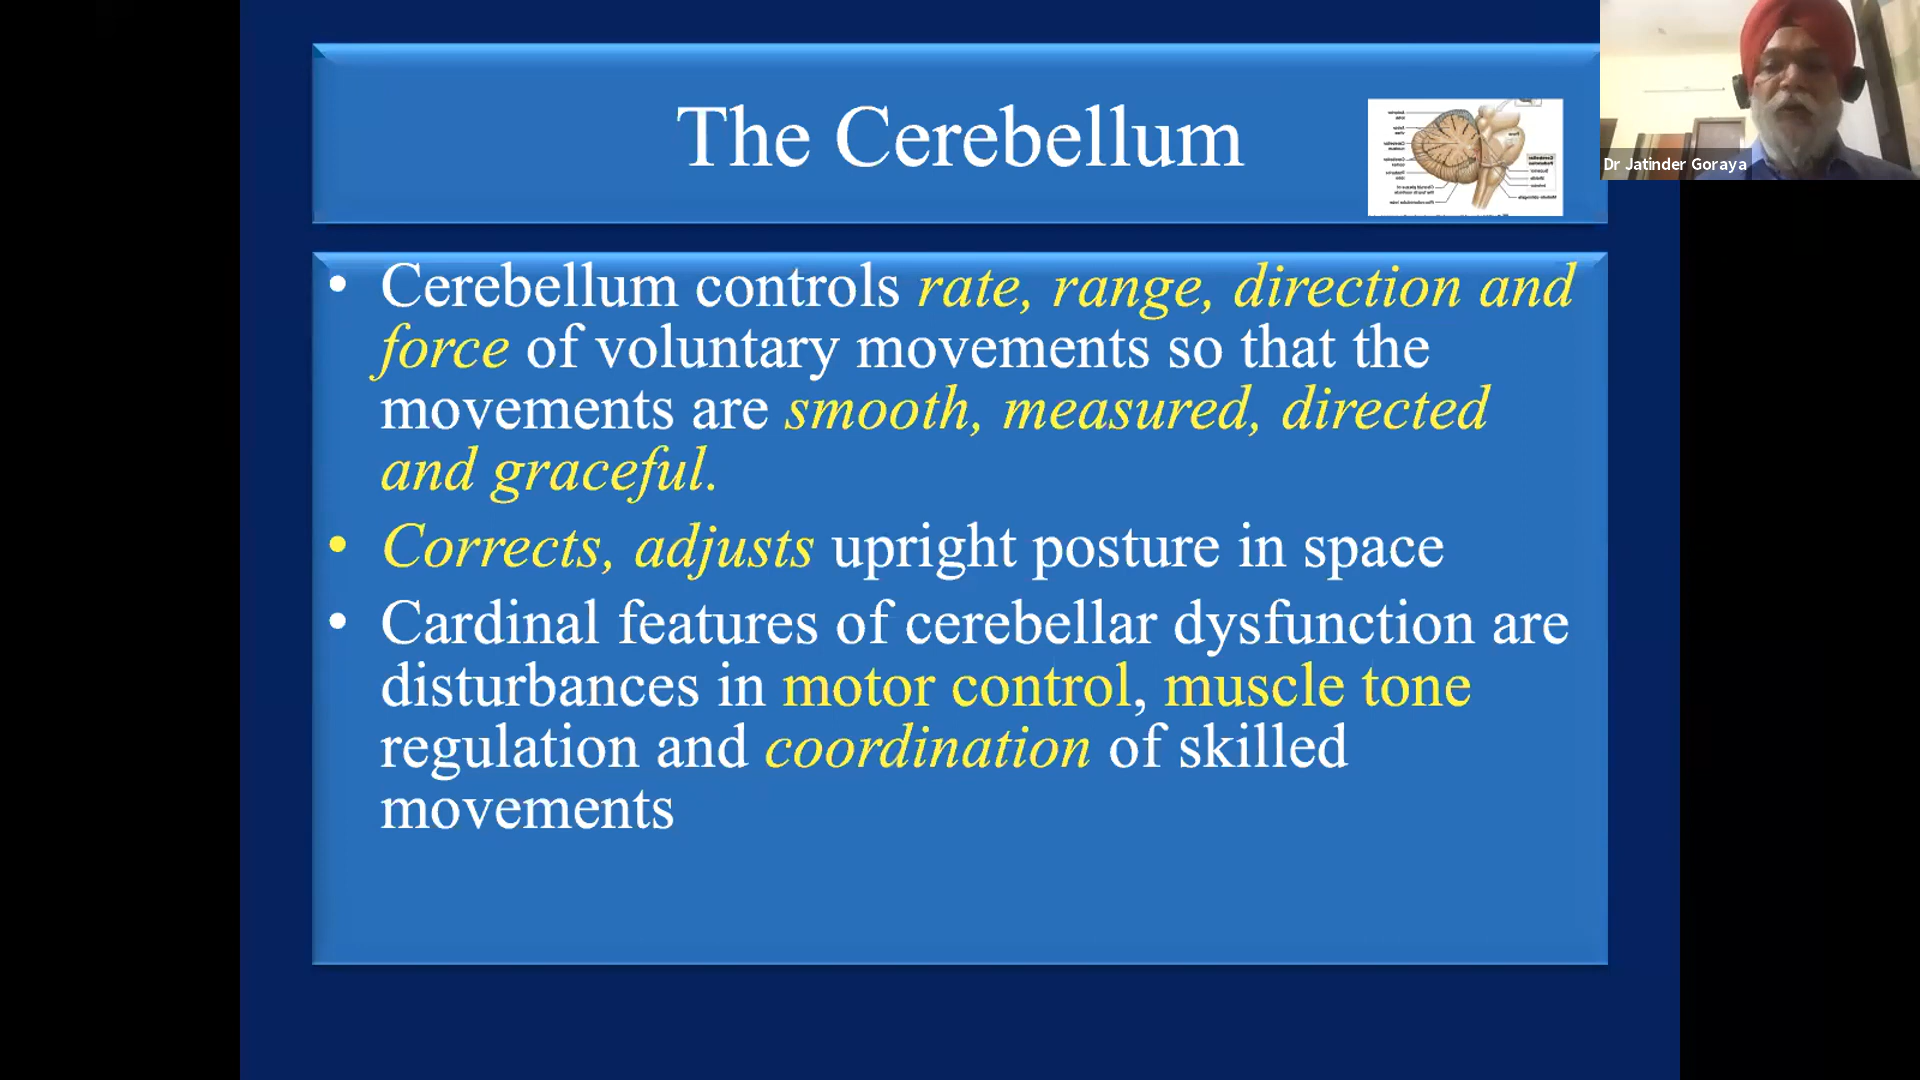 The Cerebellum
Dr Jatinder Goraya
• Cerebellum controls rate, range, direction and
force of voluntary movements so that the
movements are smooth, measured, directed
and graceful.
• Corrects, adjusts upright posture in space
• Cardinal features of cerebellar dysfunction are
disturbances in motor control, muscle tone
regulation and coordination of skilled
movements